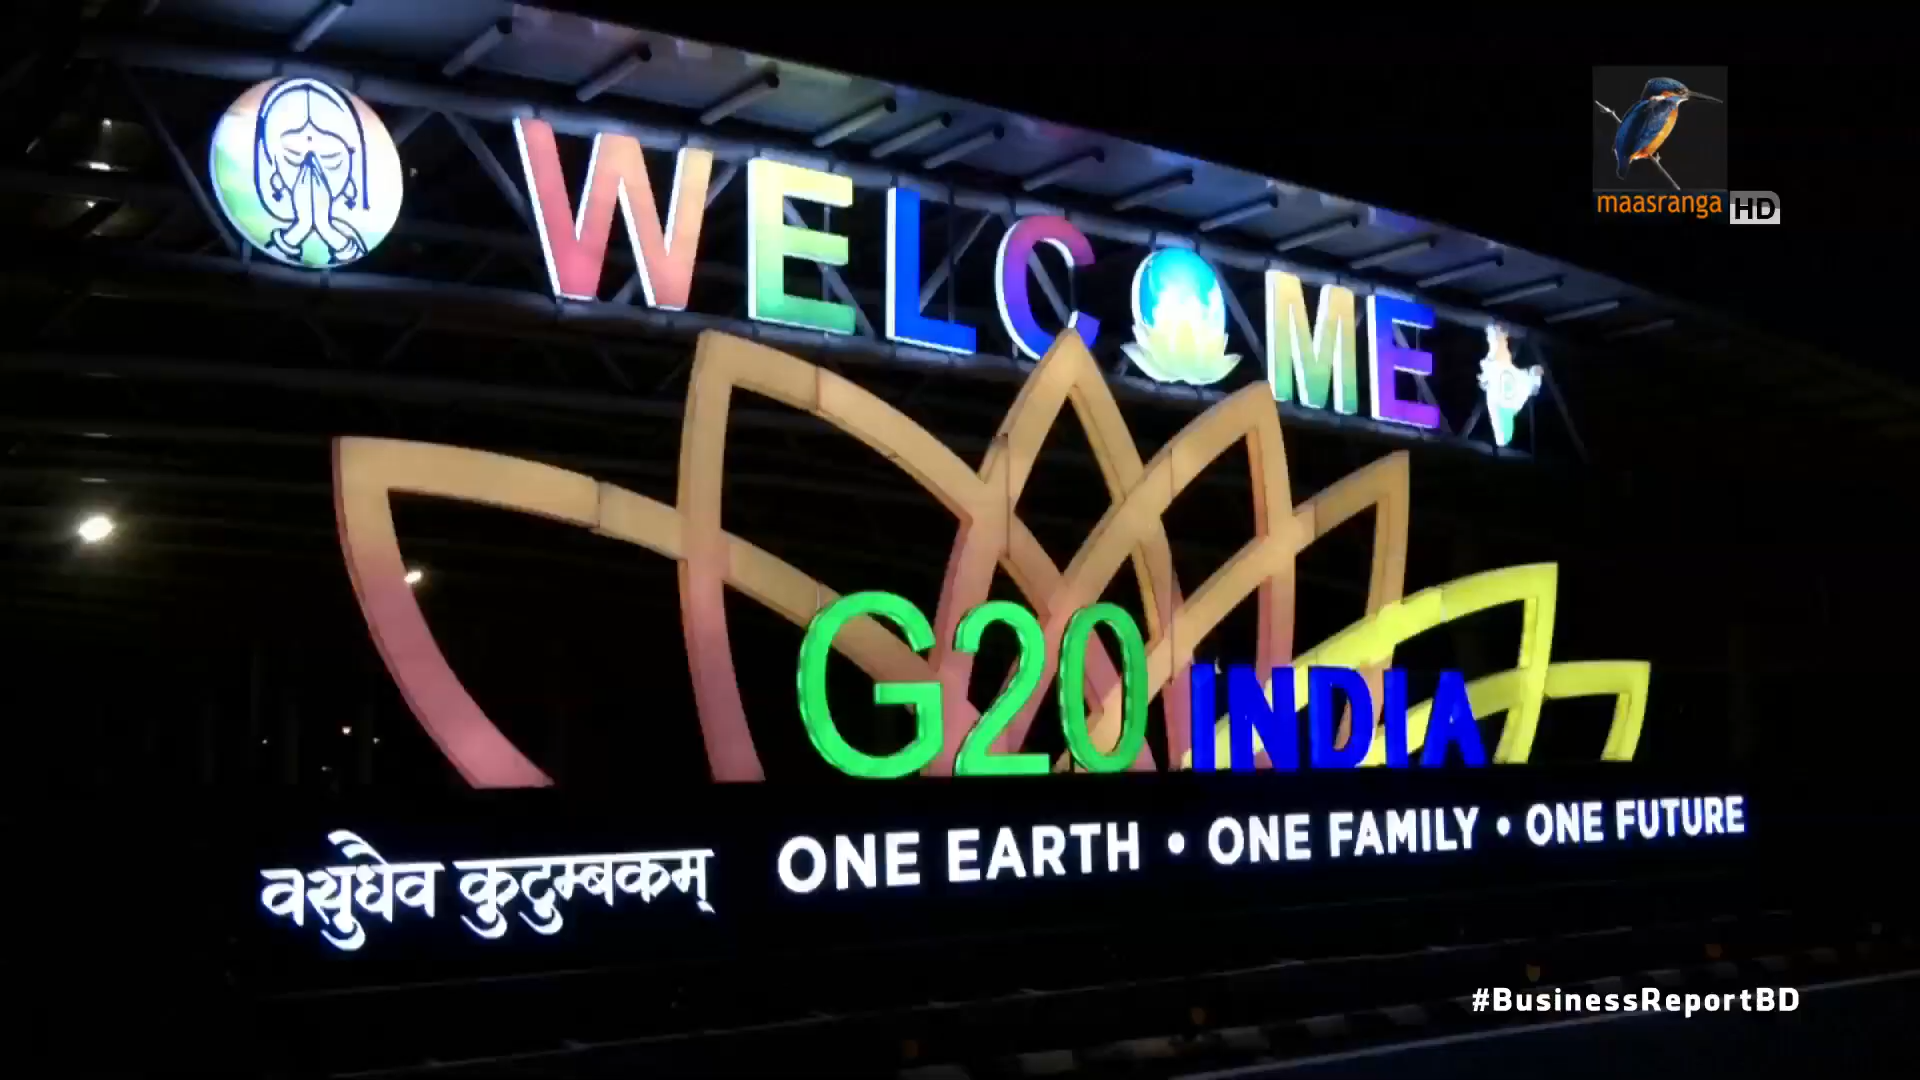 maasranga HD
WELCOME
G20 INDIA
वसुधैव कुटुम्बकम् ONE EARTH • ONE FAMILY • ONE FUTURE
#BusinessReportBD